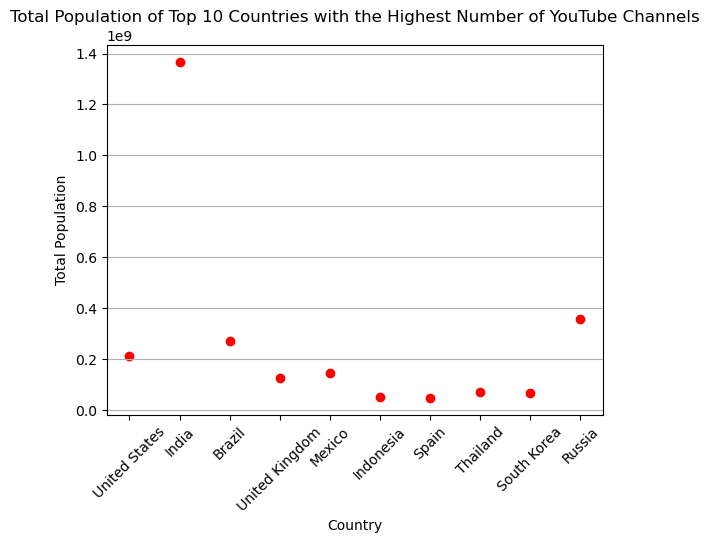 Total Population of Top 10 Countries with the Highest Number of YouTube Channels
1e9
1.4
1.2
1.0
0.8
0.6
0.4
0.2
0.0
Total Population
United States
India
Brazil
United Kingdom
Mexico
Indonesia
Spain
Thailand
South Korea
Russia
Country